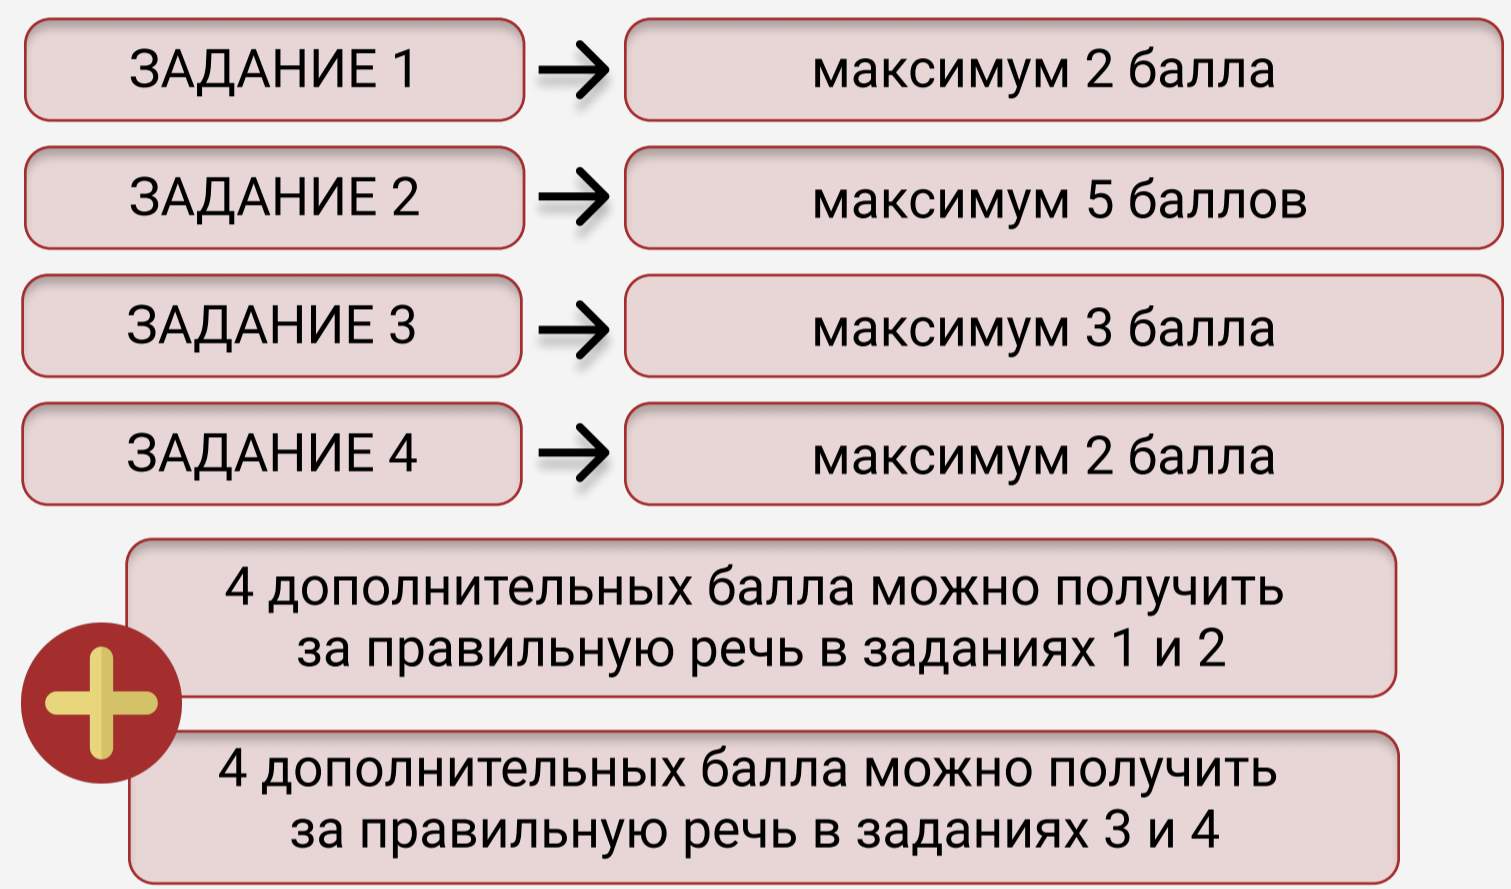 ЗАДАНИЕ 1
максимум 2 балла
ЗАДАНИЕ 2
максимум 5 баллов
ЗАДАНИЕ 3
максимум 3 балла
ЗАДАНИЕ 4
максимум 2 балла
4 дополнительных балла можно получить
за правильную речь в заданиях 1 и 2
4 дополнительных балла можно получить
за правильную речь в заданиях 3 и 4